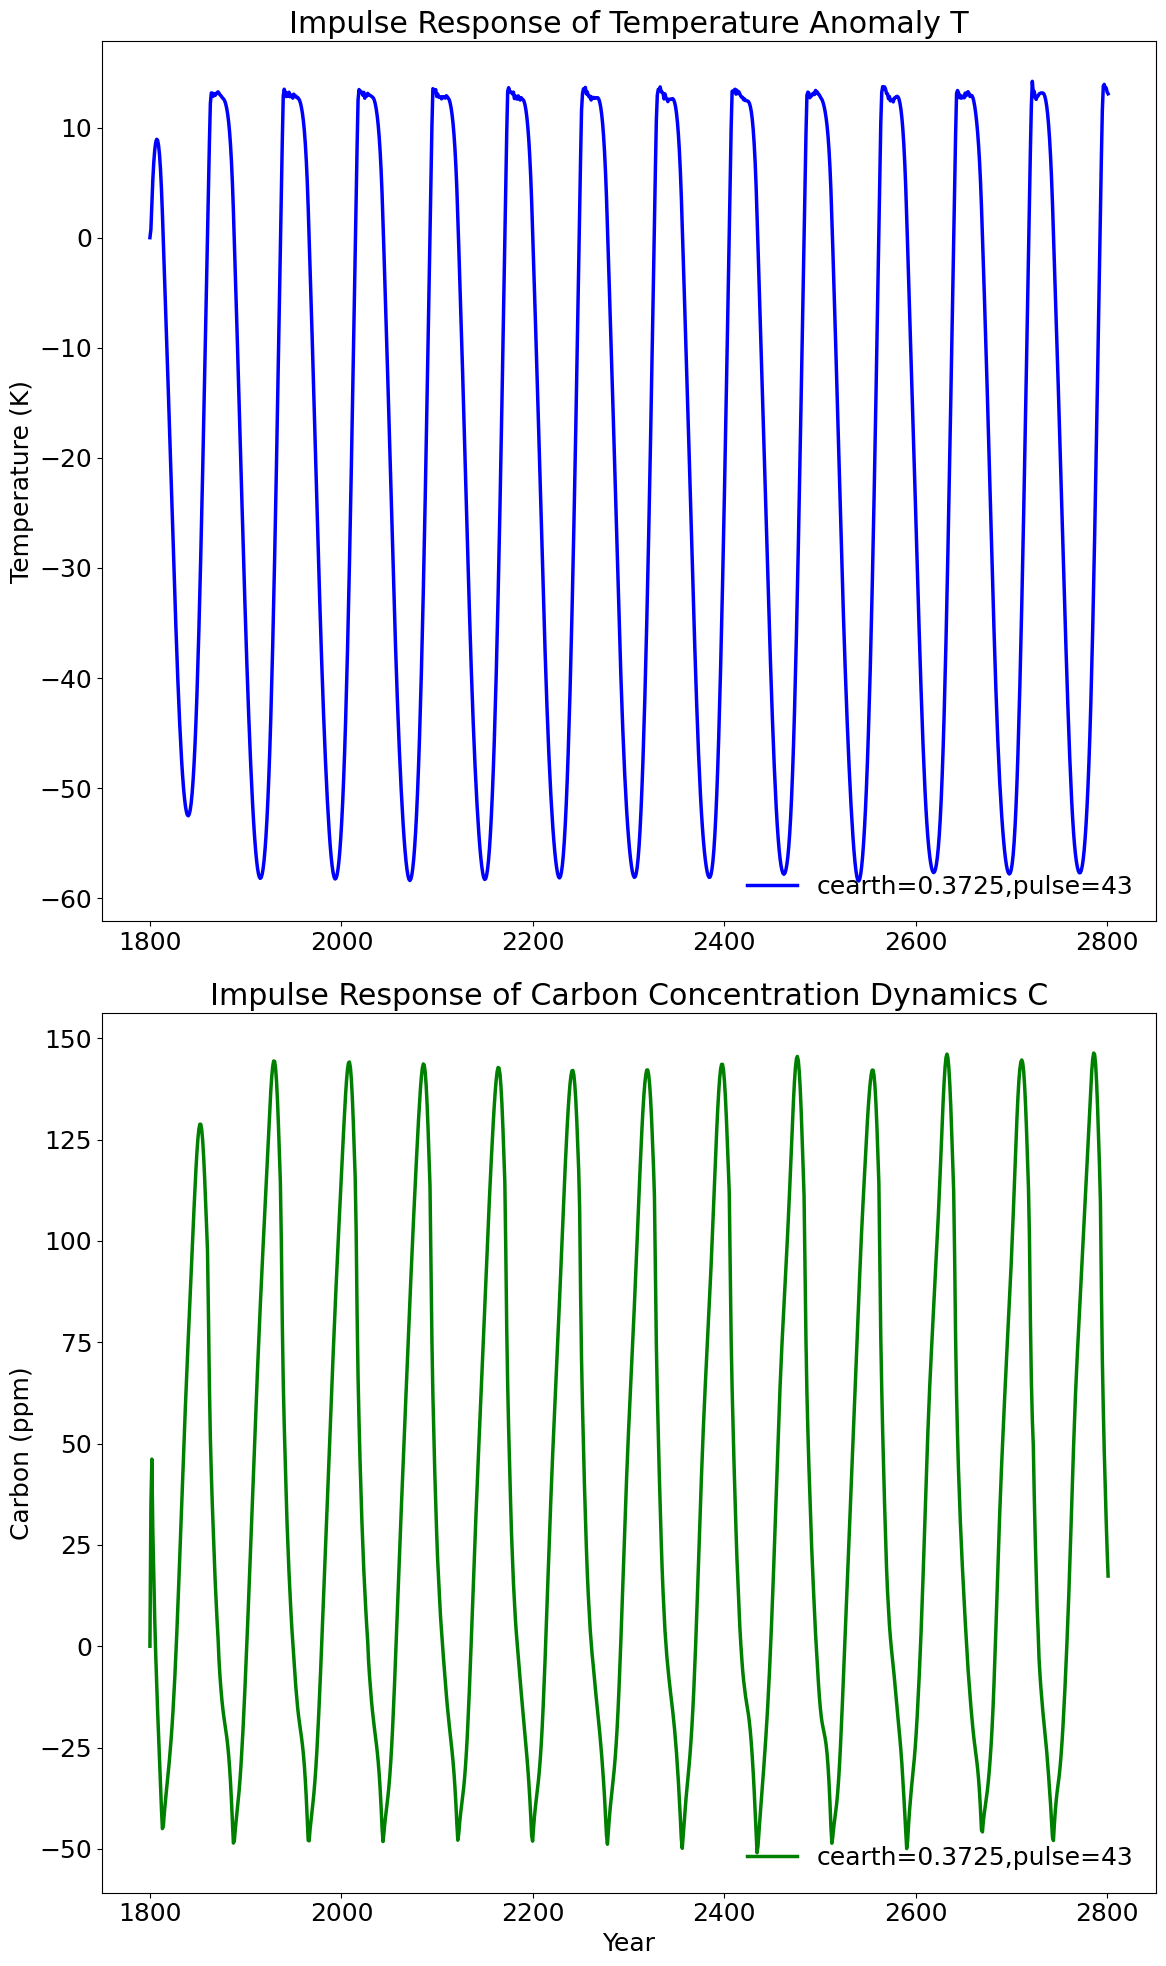 Impulse Response of Temperature Anomaly T
Temperature (K)
10
0
−10
−20
−30
−40
−50
−60
cearth=0.3725,pulse=43
1800 2000 2200 2400 2600 2800
Impulse Response of Carbon Concentration Dynamics C
Carbon (ppm)
150
125
100
75
50
25
0
−25
−50
cearth=0.3725,pulse=43
1800 2000 2200 2400 2600 2800
Year